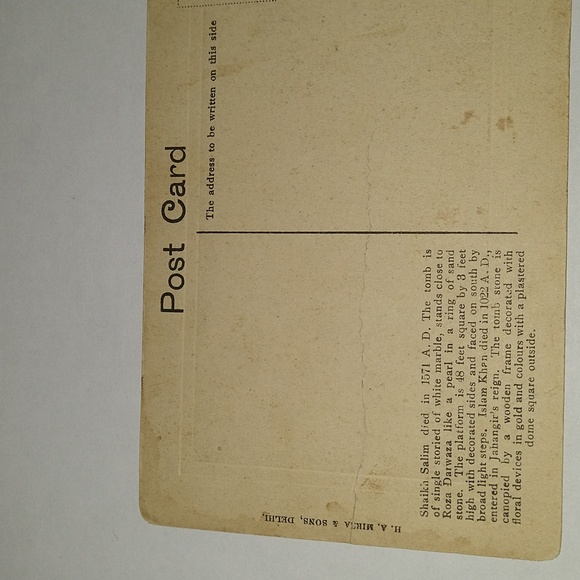 Post Card
The address to be written on this side
Shaikh Salim died in 1571 A. D. The tomb is
of single storied of white marble, stands close to
Roza Darwaza like a pearl in a ring of sand
stone. The platform is 48 feet square by 3 feet
high with decorated sides and faced on south by
broad light steps. Islam Khan died in 1022 A. D.,
entered in Jahangir's reign. The tomb stone is
canopied by a wooden frame decorated with
floral devices in gold and colours with a plastered
dome square outside.
H. A. MIRZA & SONS, DELHI.